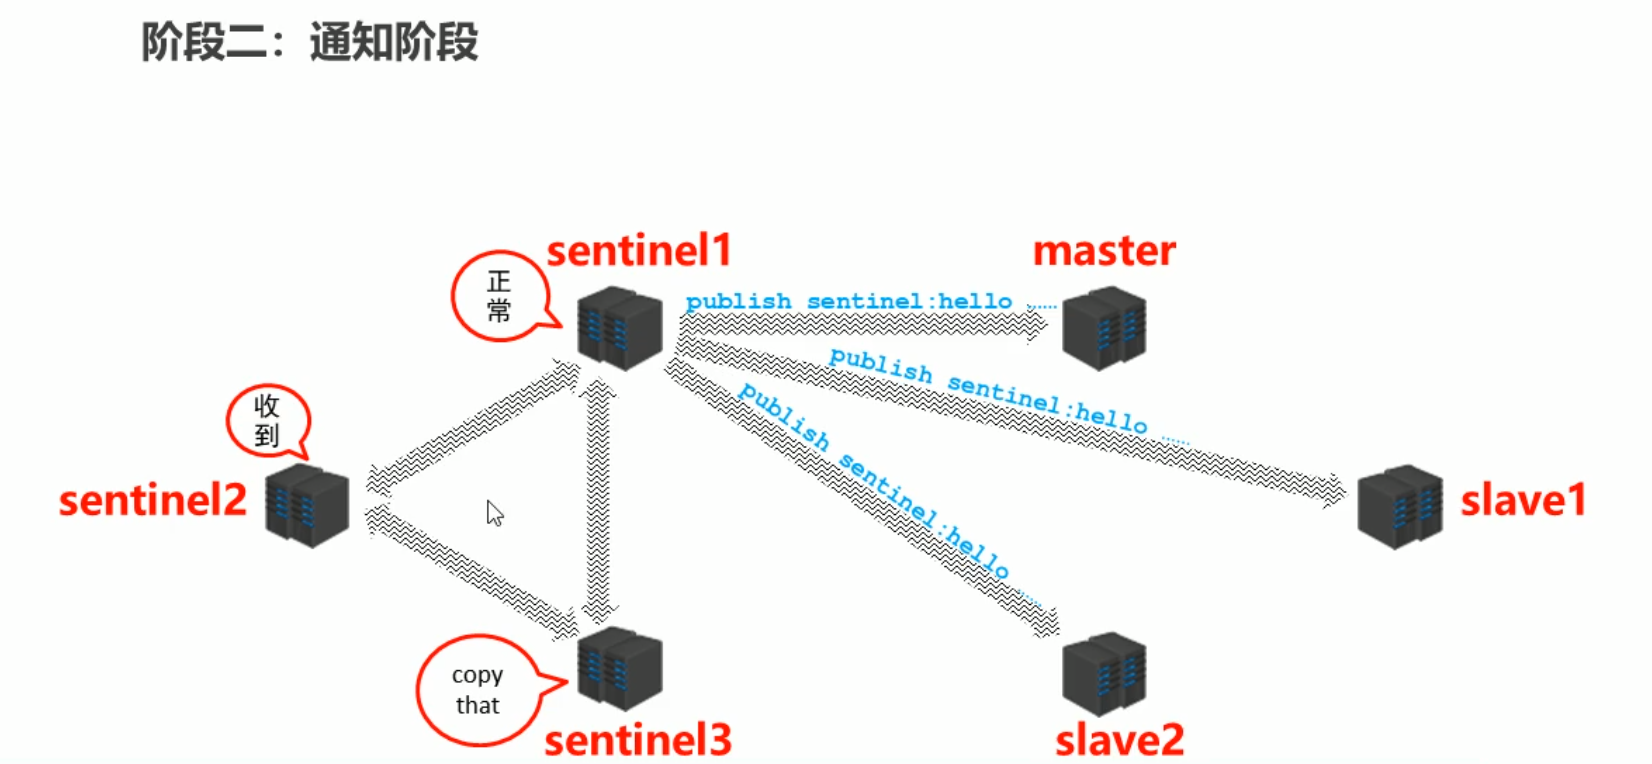 阶段二：通知阶段
sentinel1
master
正
常
publish sentinel:hello ……
publish sentinel:hello ……
publish sentinel:hello ……
收
到
sentinel2
slave1
copy
that
sentinel3
slave2